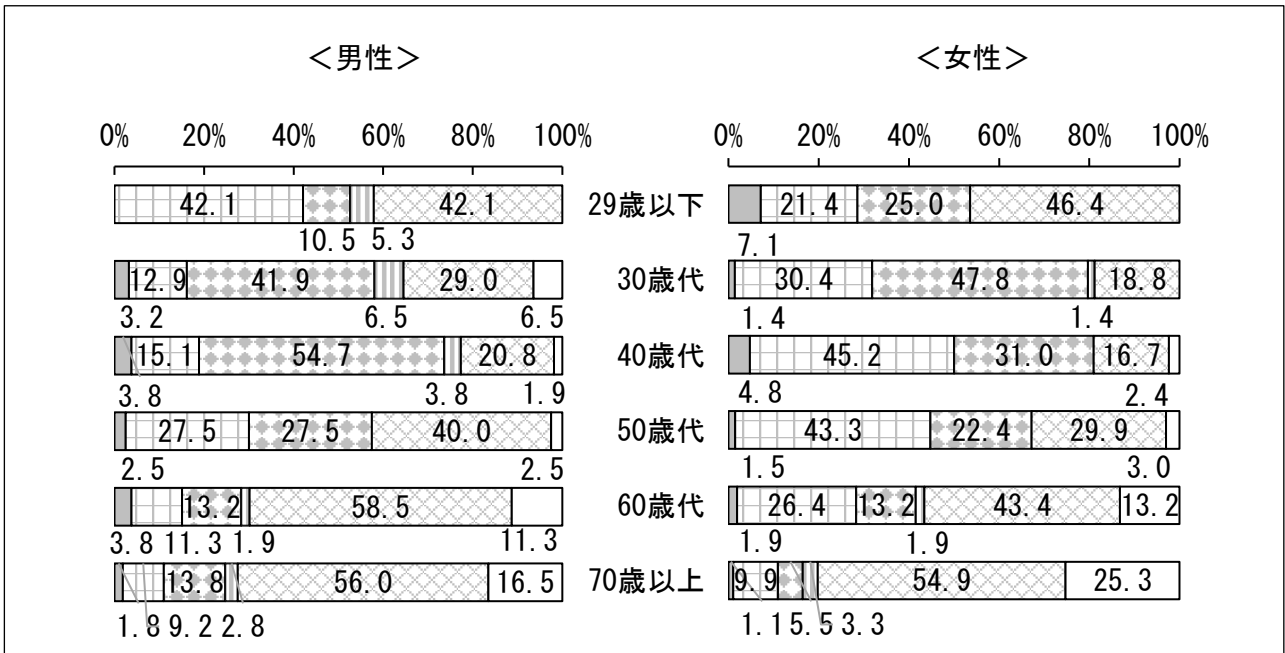 ＜男性＞ ＜女性＞
0% 20% 40% 60% 80% 100% 0% 20% 40% 60% 80% 100%
42.1 42.1 29歳以下 21.4 25.0 46.4
10.5 5.3 7.1
12.9 41.9 29.0 30歳代 30.4 47.8 18.8
3.2 6.5 6.5 1.4 1.4
15.1 54.7 20.8 40歳代 45.2 31.0 16.7
3.8 3.8 1.9 4.8 2.4
27.5 27.5 40.0 50歳代 43.3 22.4 29.9
2.5 2.5 1.5 3.0
13.2 58.5 60歳代 26.4 13.2 43.4 13.2
3.8 11.3 1.9 11.3 1.9 1.9
13.8 56.0 16.5 70歳以上 9.9 54.9 25.3
1.8 9.2 2.8 1.1 5.5 3.3